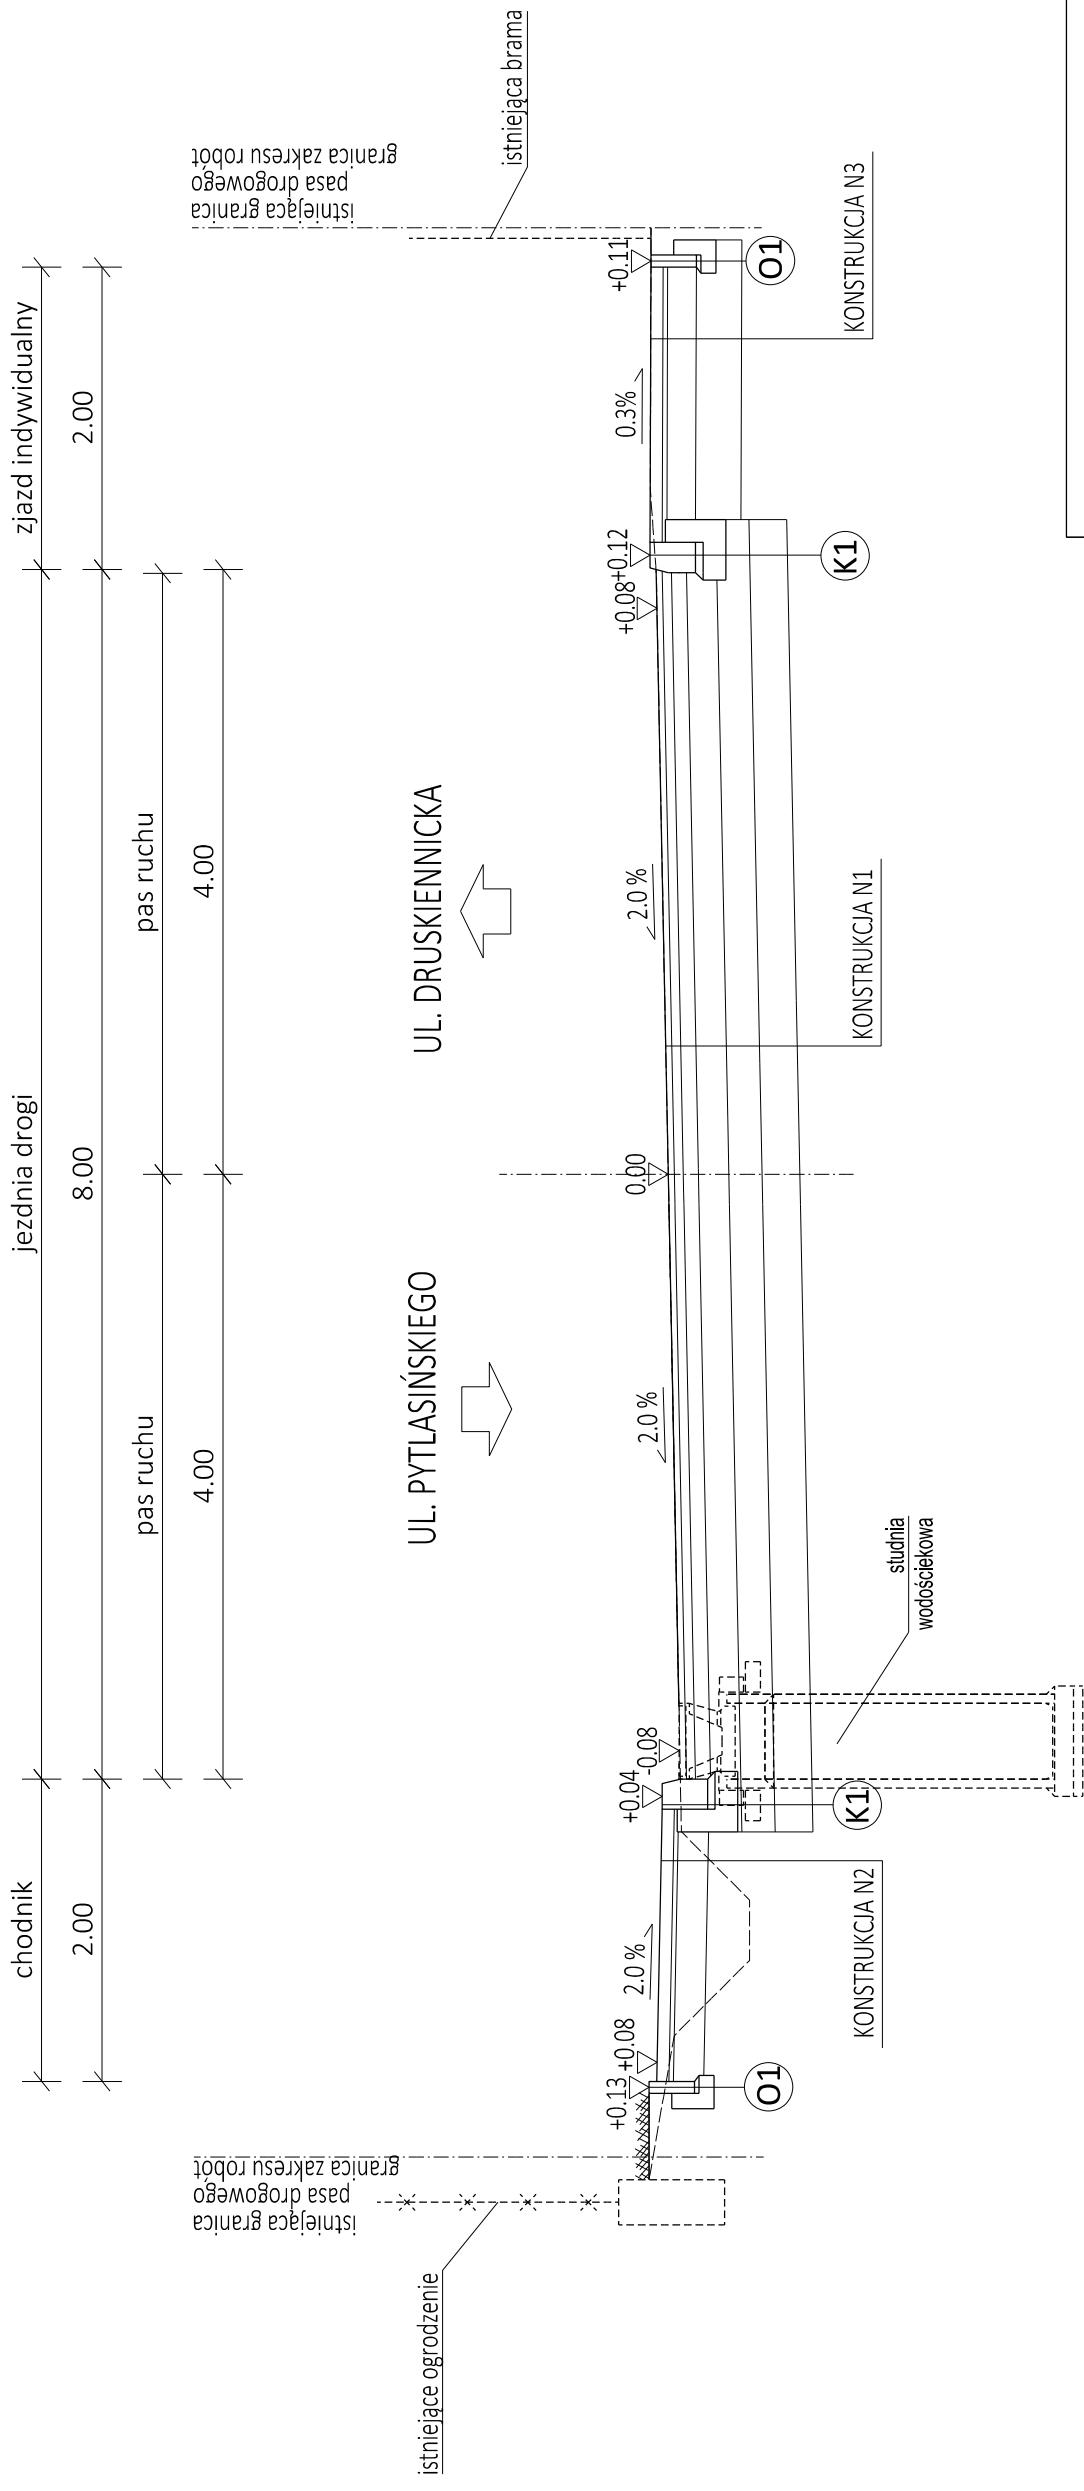 chodnik
jezdnia drogi
zjazd indywidualny
2.00
8.00
2.00
pas ruchu
pas ruchu
4.00
4.00
istniejąca granica
pasa drogowego
granica zakresu robót
istniejąca granica
pasa drogowego
granica zakresu robót
istniejące ogrodzenie
istniejąca brama
UL. PYTLASIŃSKIEGO
UL. DRUSKIENNICKA
+0.13
+0.08
2.0 %
+0.04
-0.08
2.0 %
0.00
2.0 %
+0.08
+0.12
0.3%
+0.11
O1
K1
K1
O1
KONSTRUKCJA N2
KONSTRUKCJA N1
KONSTRUKCJA N3
studnia
wodościekowa